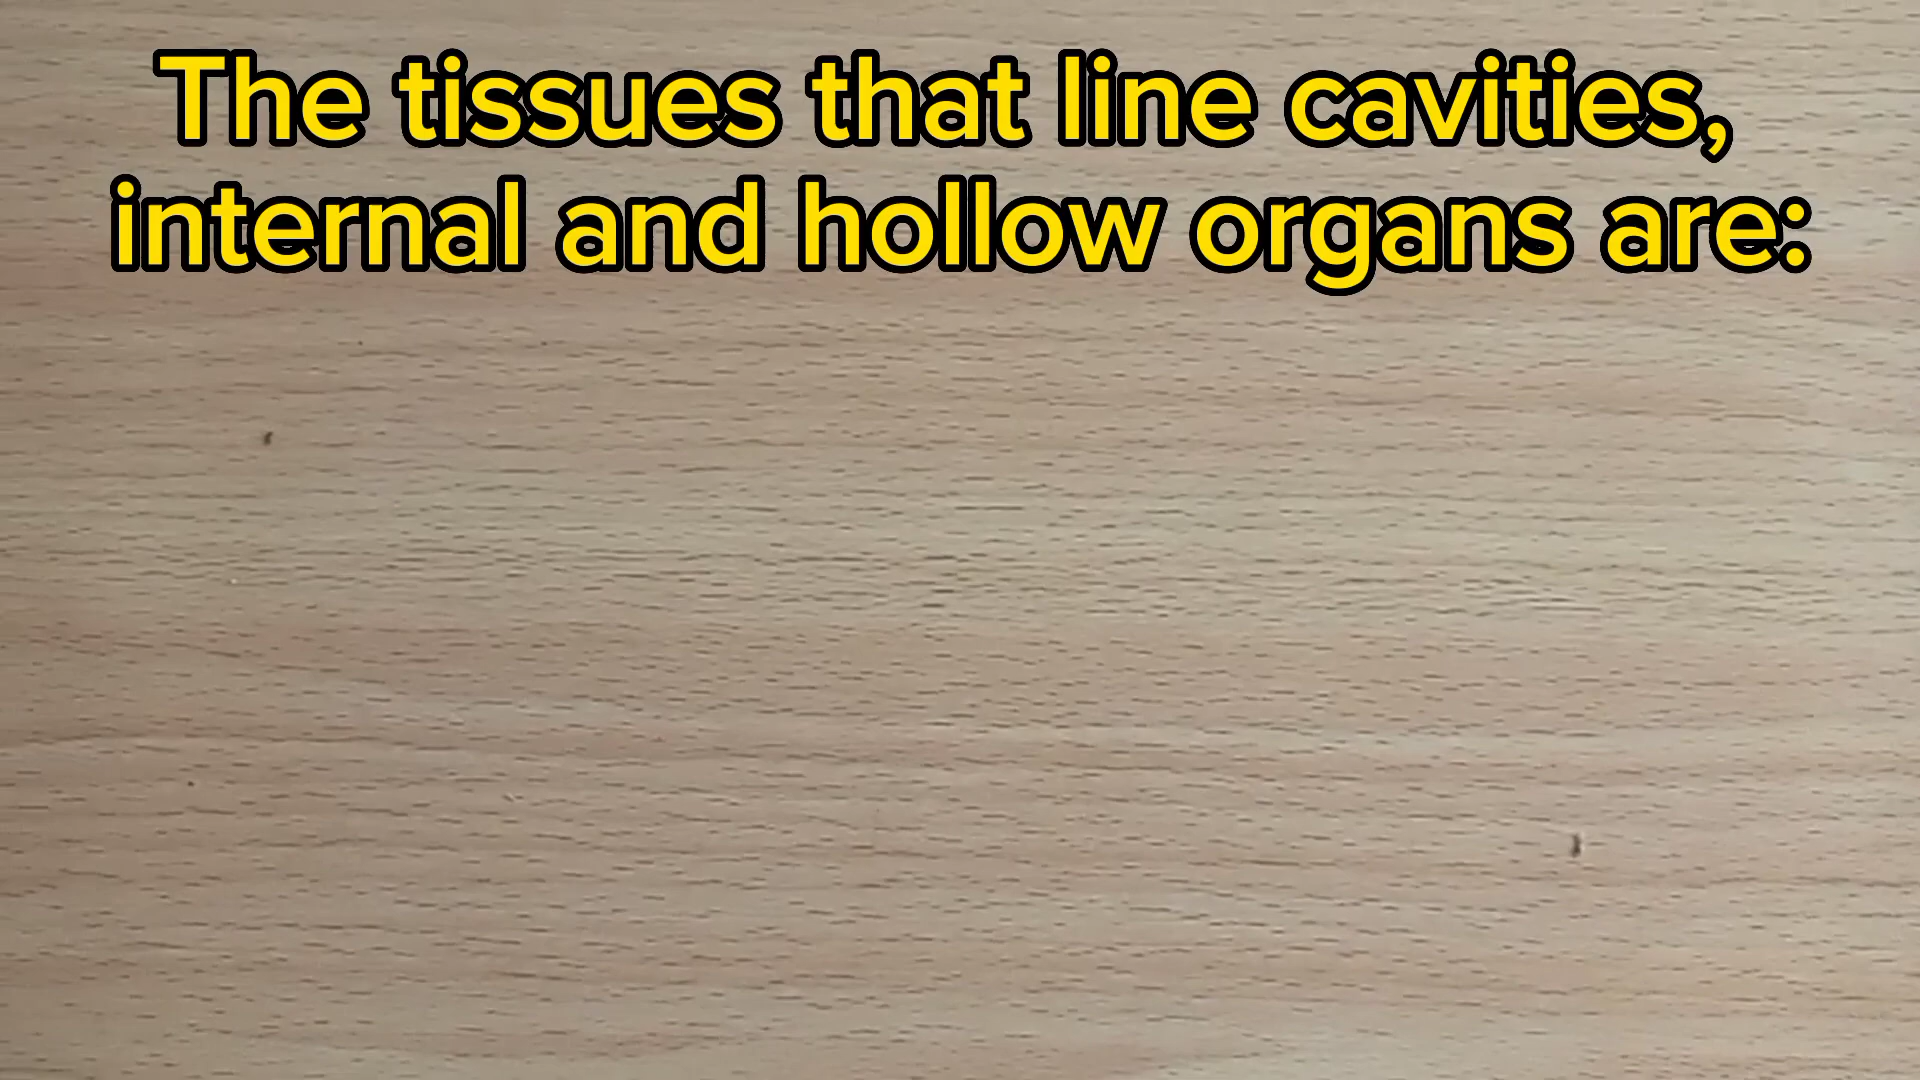 The tissues that line cavities,
internal and hollow organs are: